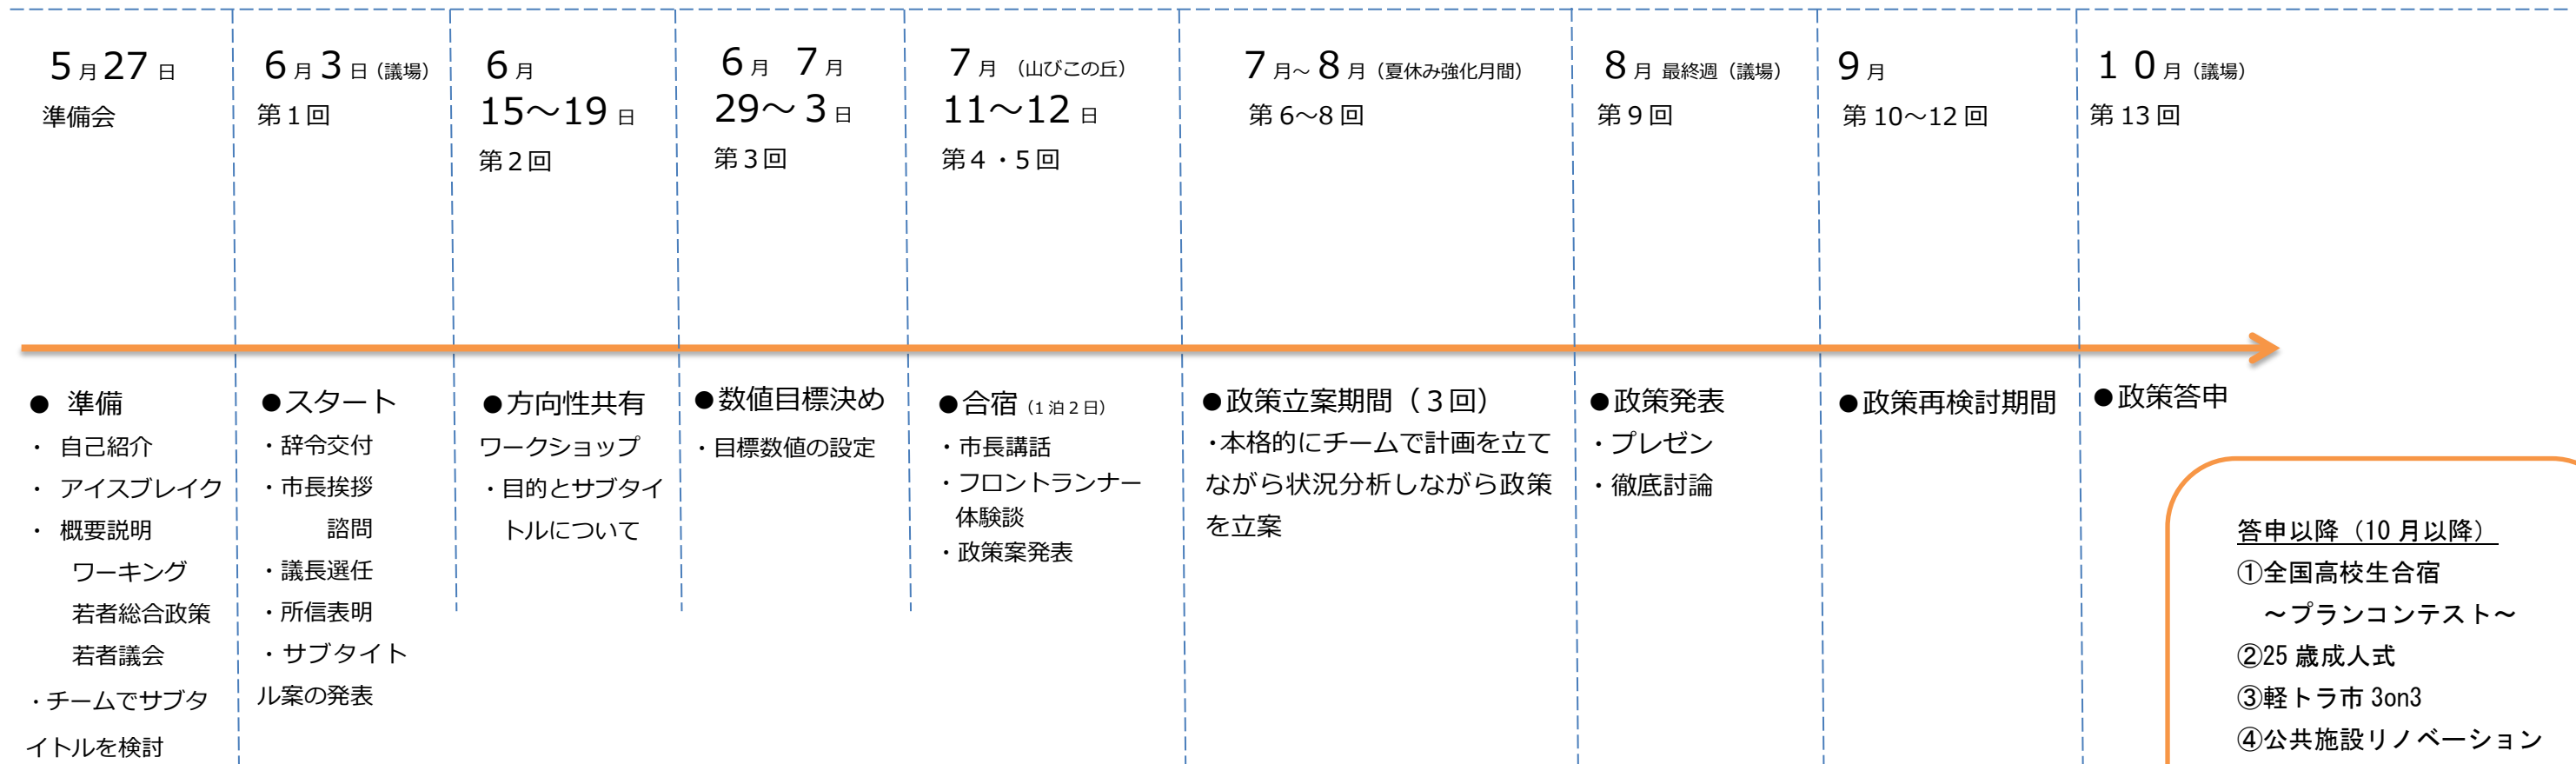 5月27日
準備会
6月3日（議場）
第1回
6月
15～19日
第2回
6月 7月
29～3日
第3回
7月 （山びこの丘）
11～12日
第4・5回
7月～8月（夏休み強化月間）
第6～8回
8月 最終週（議場）
第9回
9月
第10～12回
10月（議場）
第13回
● 準備
・ 自己紹介
・ アイスブレイク
・ 概要説明
ワーキング
若者総合政策
若者議会
・チームでサブタ
イトルを検討
●スタート
・辞令交付
・市長挨拶
諮問
・議長選任
・所信表明
・サブタイト
ル案の発表
●方向性共有
ワークショップ
・目的とサブタイ
トルについて
●数値目標決め
・目標数値の設定
●合宿（1泊2日）
・市長講話
・フロントランナー
体験談
・政策案発表
●政策立案期間（3回）
・本格的にチームで計画を立て
ながら状況分析しながら政策
を立案
●政策発表
・プレゼン
・徹底討論
●政策再検討期間
●政策答申
答申以降（10月以降）
①全国高校生合宿
～プランコンテスト～
②25歳成人式
③軽トラ市3on3
④公共施設リノベーション